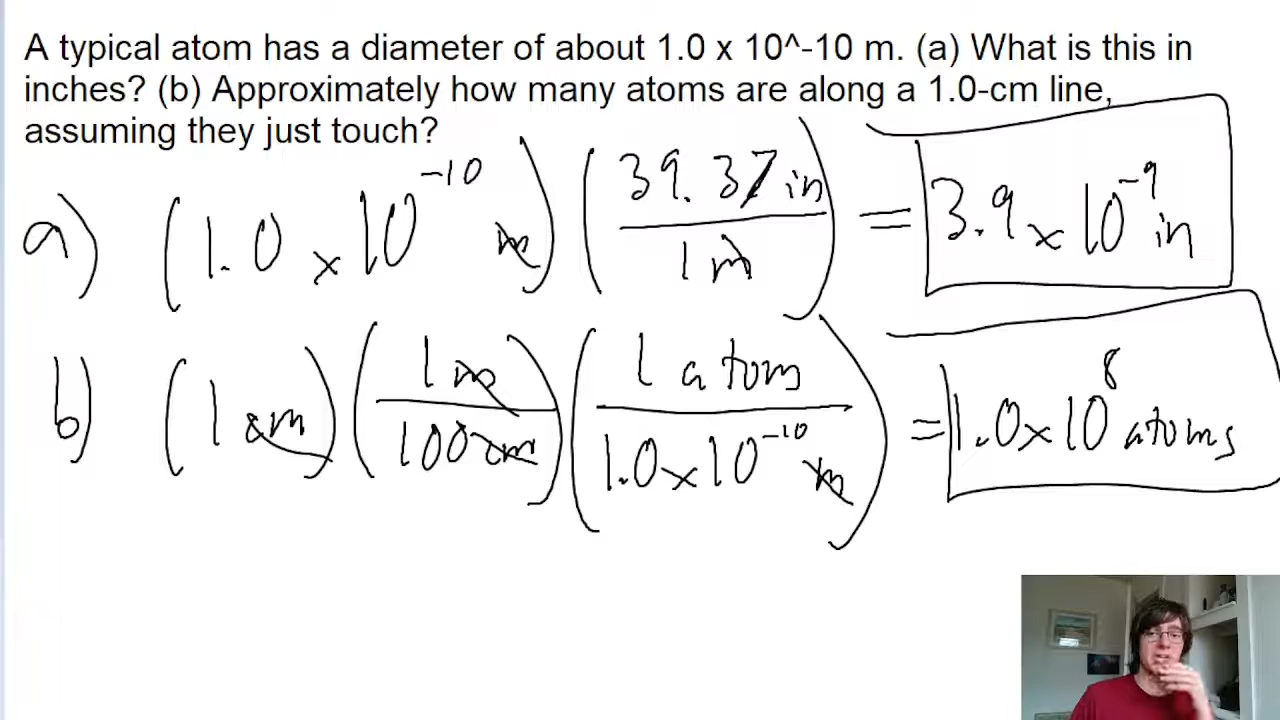 A typical atom has a diameter of about 1.0 x 10^-10 m. (a) What is this in
inches? (b) Approximately how many atoms are along a 1.0-cm line,
assuming they just touch?
a) (1.0 x 10^-10 m) (39.37 in / 1 m) = 3.9 x 10^-9 in
b) (1 cm) (1 m / 100 cm) (1 atom / 1.0 x 10^-10 m) = 1.0 x 10^8 atoms